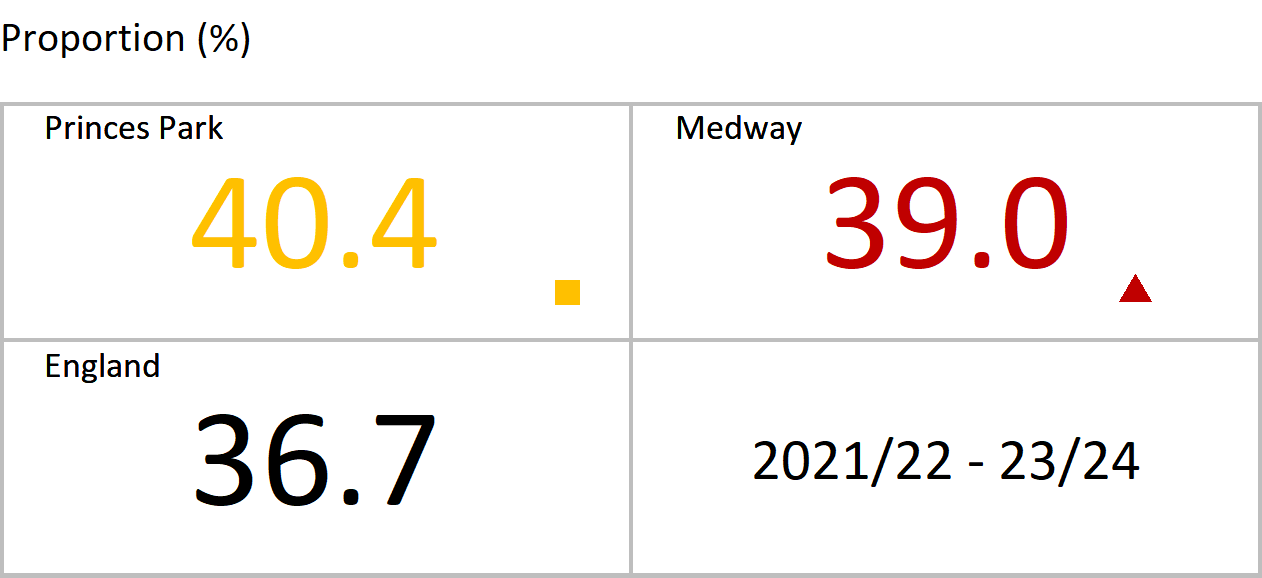 Proportion (%)
Princes Park
40.4
Medway
39.0
England
36.7
2021/22 - 23/24